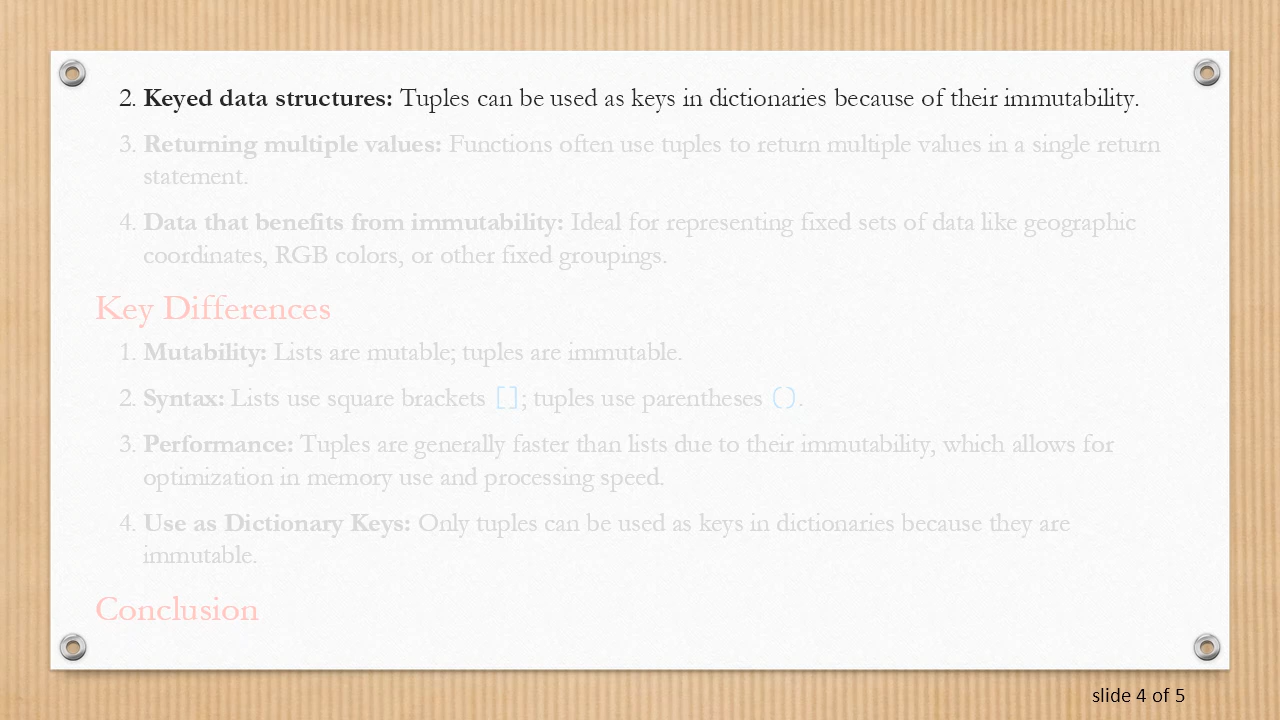 2. Keyed data structures: Tuples can be used as keys in dictionaries because of their immutability.
3. Returning multiple values: Functions often use tuples to return multiple values in a single return
statement.
4. Data that benefits from immutability: Ideal for representing fixed sets of data like geographic
coordinates, RGB colors, or other fixed groupings.
Key Differences
1. Mutability: Lists are mutable; tuples are immutable.
2. Syntax: Lists use square brackets []; tuples use parentheses ().
3. Performance: Tuples are generally faster than lists due to their immutability, which allows for
optimization in memory use and processing speed.
4. Use as Dictionary Keys: Only tuples can be used as keys in dictionaries because they are
immutable.
Conclusion
slide 4 of 5